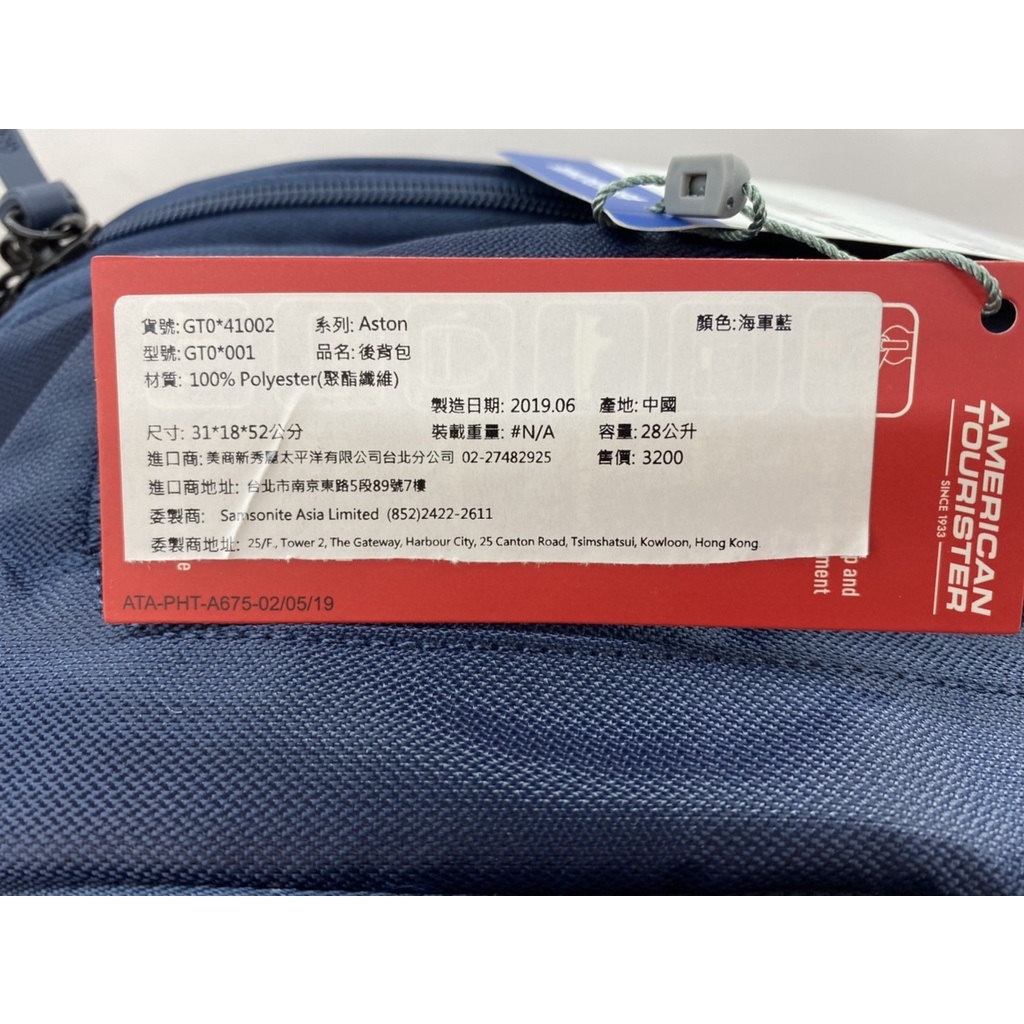 貨號: GT0*41002 系列: Aston 顏色:海軍藍
型號: GT0*001 品名: 後背包
材質: 100% Polyester(聚酯纖維)
製造日期: 2019.06 產地: 中國
尺寸: 31*18*52公分 裝載重量: #N/A 容量: 28公升
進口商: 美商新秀麗太平洋有限公司台北分公司 02-27482925 售價: 3200
進口商地址: 台北市南京東路5段89號7樓
委製商: Samsonite Asia Limited (852)2422-2611
委製商地址: 25/F., Tower 2, The Gateway, Harbour City, 25 Canton Road, Tsimshatsui, Kowloon, Hong Kong.
ATA-PHT-A675-02/05/19
AMERICAN
TOURISTER
SINCE 1933
p and
ment